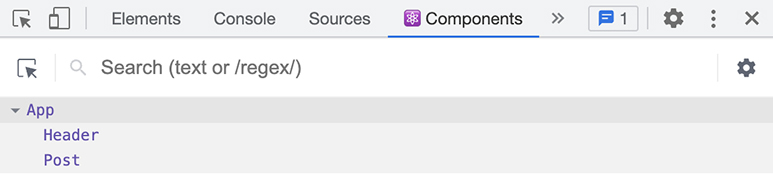 Elements Console Sources Components 1
Search (text or /regex/)
App
Header
Post